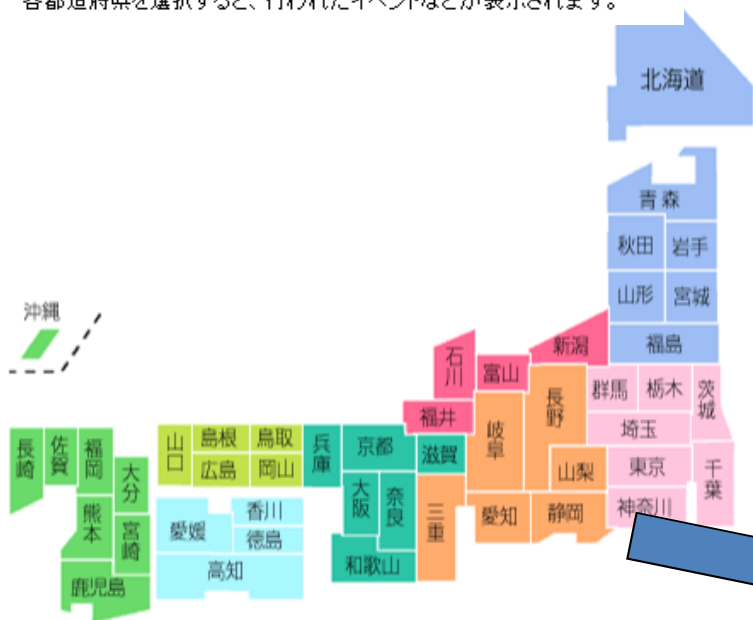 各都道府県を選択すると、行われたイベントなどが表示されます。
北海道
青森
秋田
岩手
山形
宮城
福島
沖縄
石川
富山
新潟
福井
岐阜
長野
群馬
栃木
茨城
埼玉
山梨
東京
千葉
神奈川
愛知
静岡
三重
滋賀
京都
兵庫
大阪
奈良
和歌山
鳥取
島根
岡山
広島
山口
香川
愛媛
徳島
高知
福岡
佐賀
長崎
大分
熊本
宮崎
鹿児島